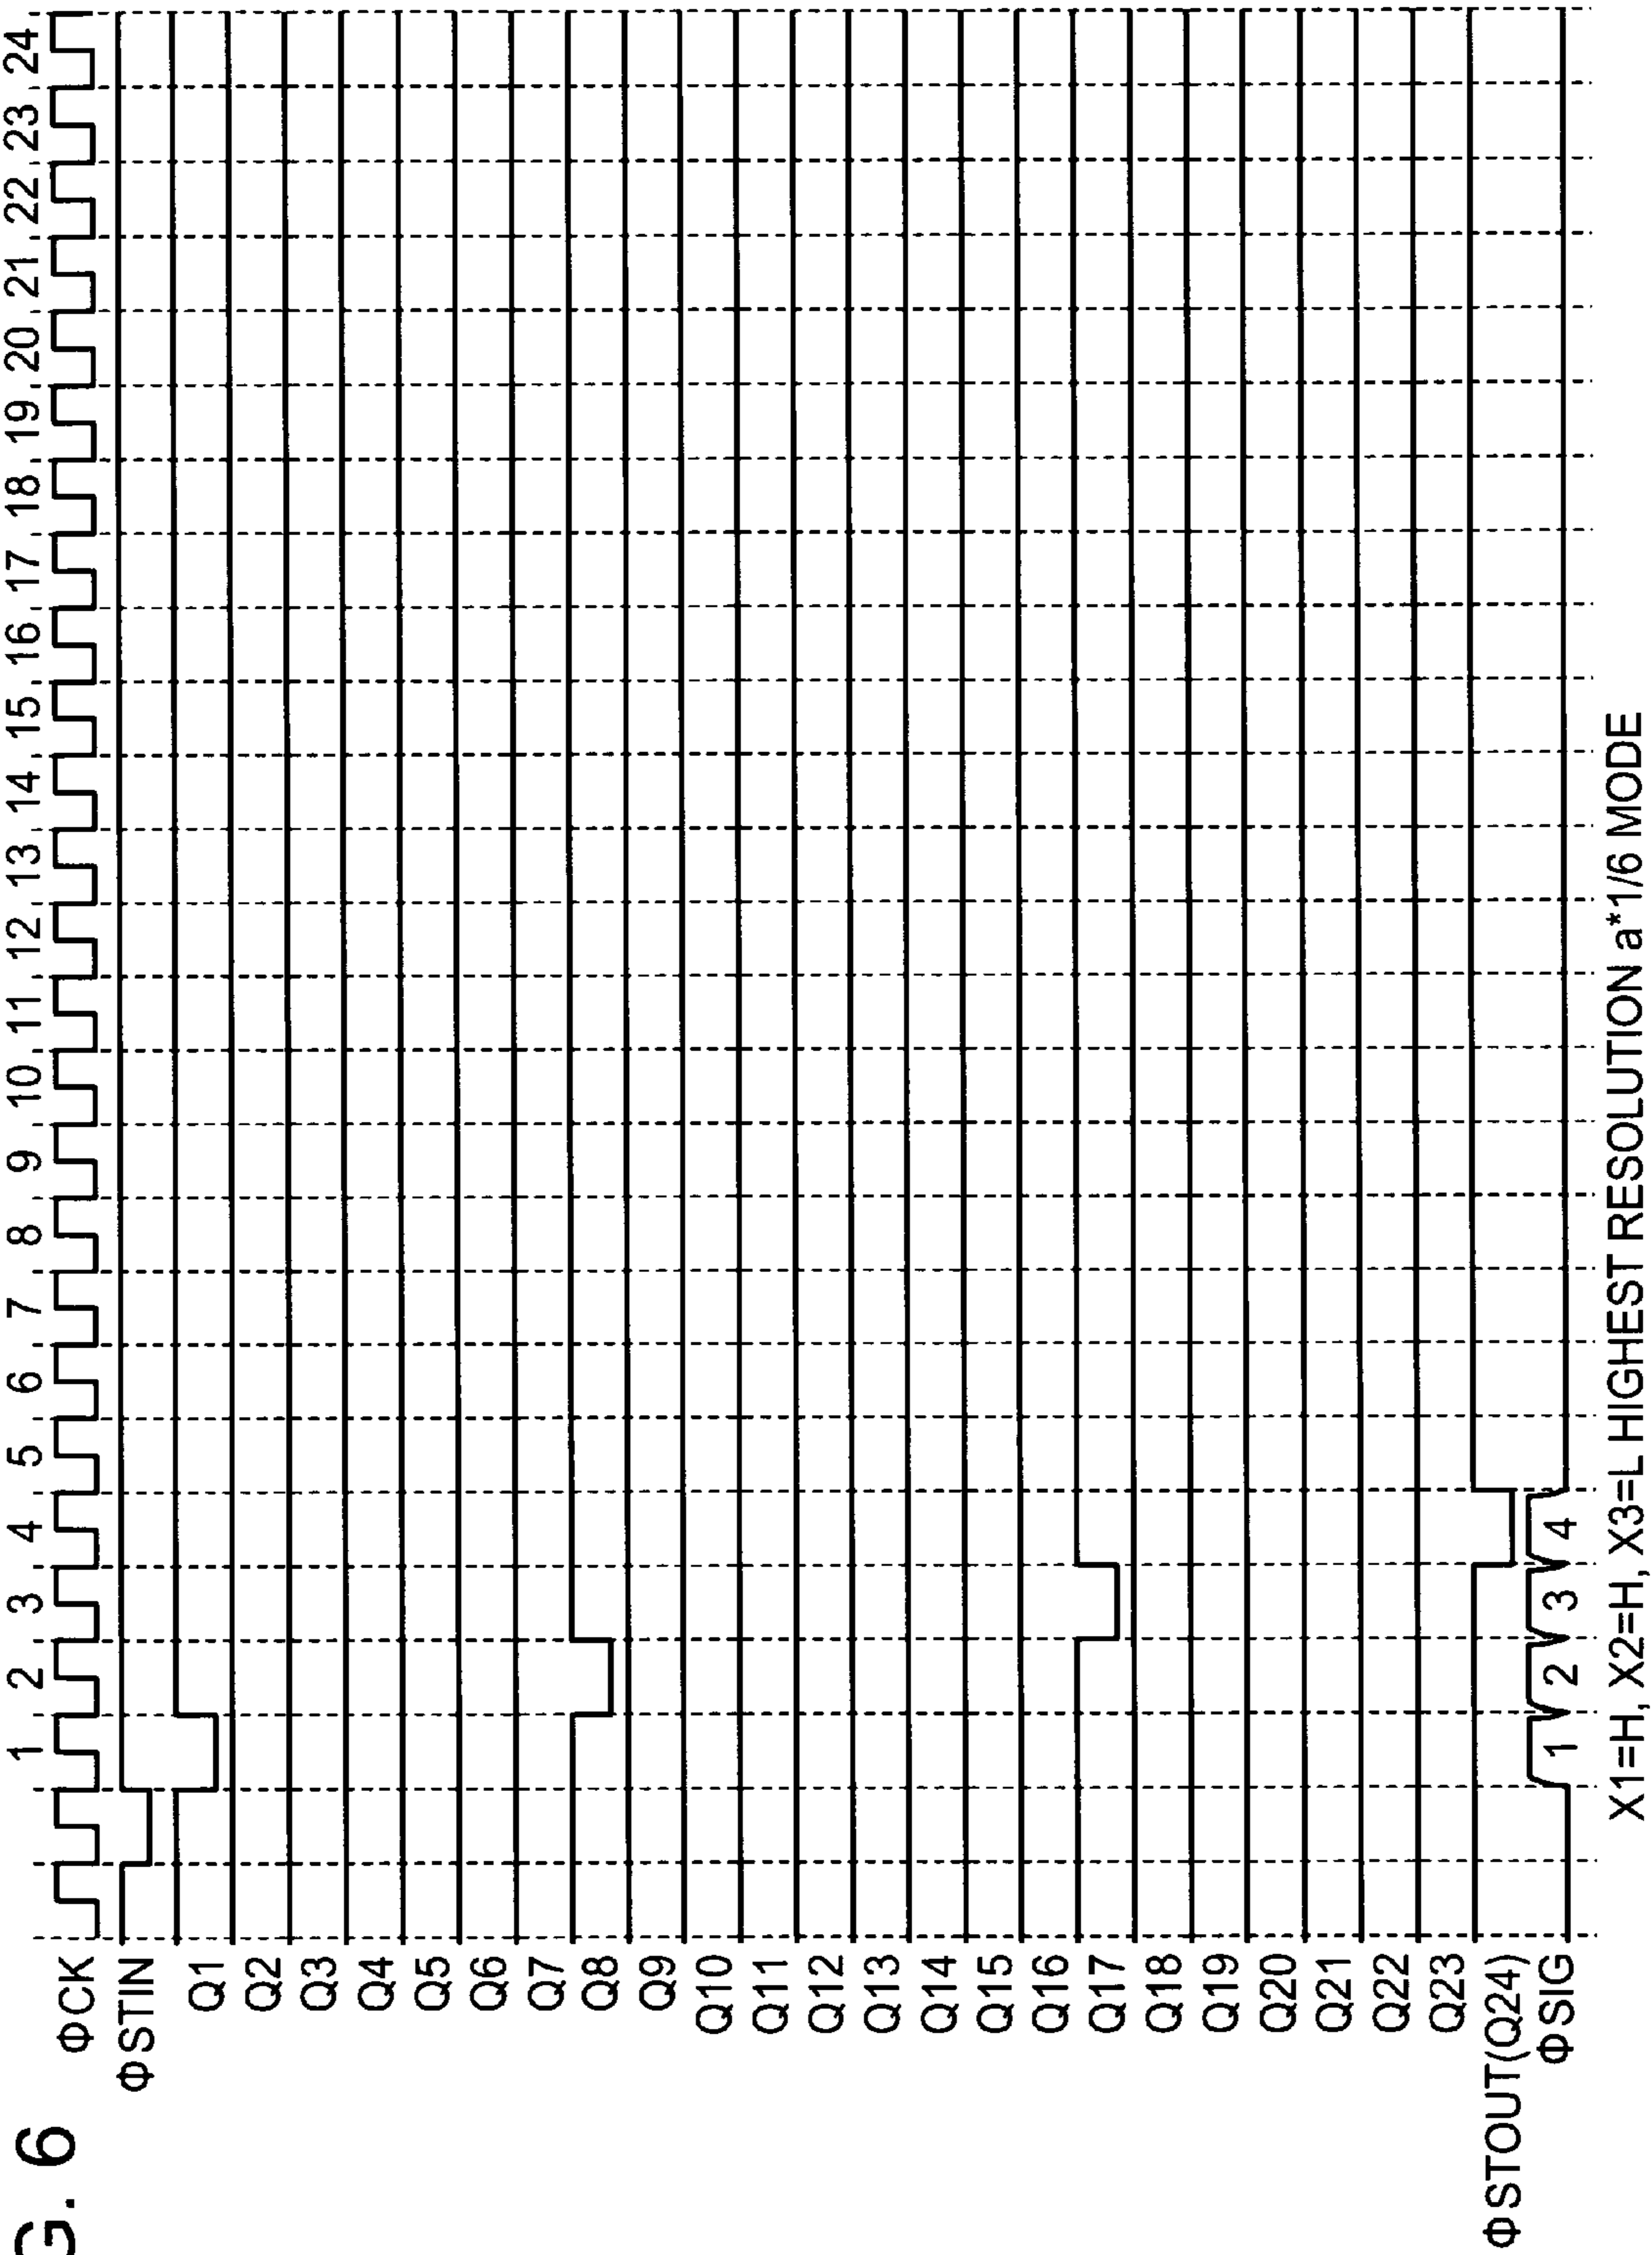 G. 6
1 2 3 4 5 6 7 8 9 10 11 12 13 14 15 16 17 18 19 20 21 22 23 24
ΦCK
ΦSTIN
Q1
Q2
Q3
Q4
Q5
Q6
Q7
Q8
Q9
Q10
Q11
Q12
Q13
Q14
Q15
Q16
Q17
Q18
Q19
Q20
Q21
Q22
Q23
ΦSTOUT(Q24)
ΦSIG
1 2 3 4
X1=H, X2=H, X3=L HIGHEST RESOLUTION a*1/6 MODE